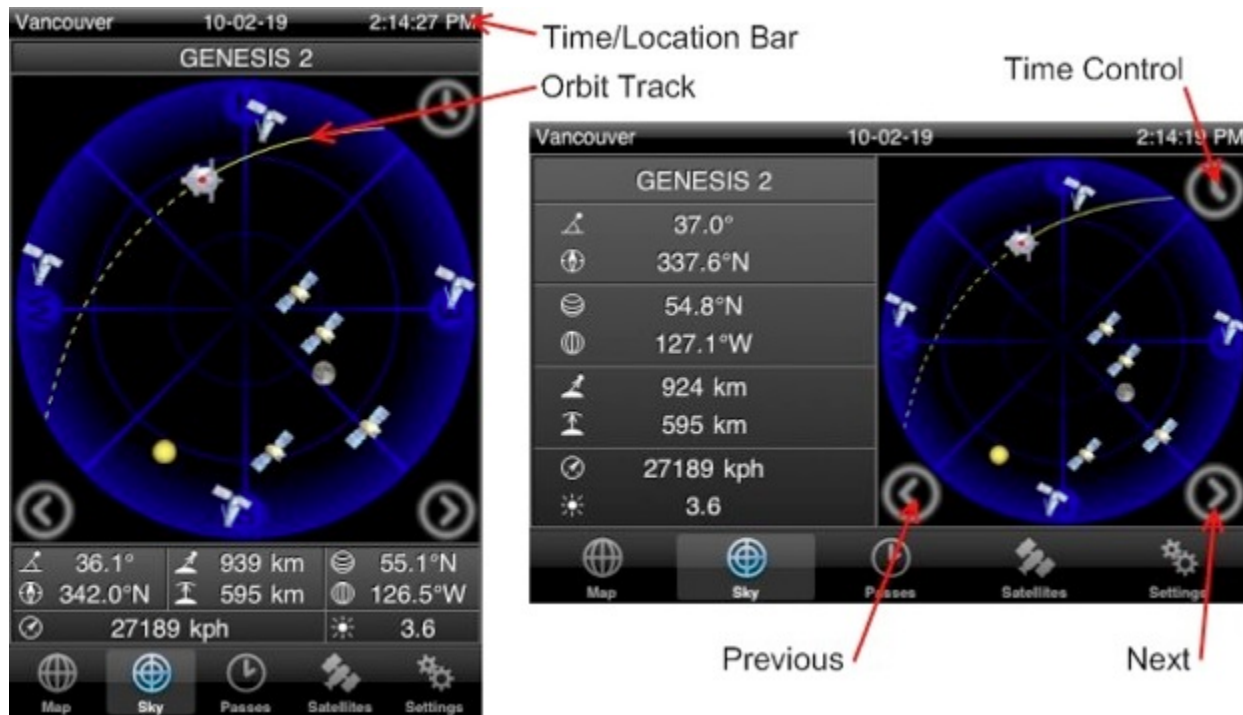 Vancouver 10-02-19 2:14:27 PM
GENESIS 2
36.1° 939 km 55.1°N
342.0°N 595 km 126.5°W
27189 kph 3.6
Map Sky Passes Satellites Settings
Time/Location Bar
Orbit Track
Time Control
Vancouver 10-02-19 2:14:19 PM
GENESIS 2
37.0°
337.6°N
54.8°N
127.1°W
924 km
595 km
27189 kph
3.6
Map Sky Passes Satellites Settings
Previous Next